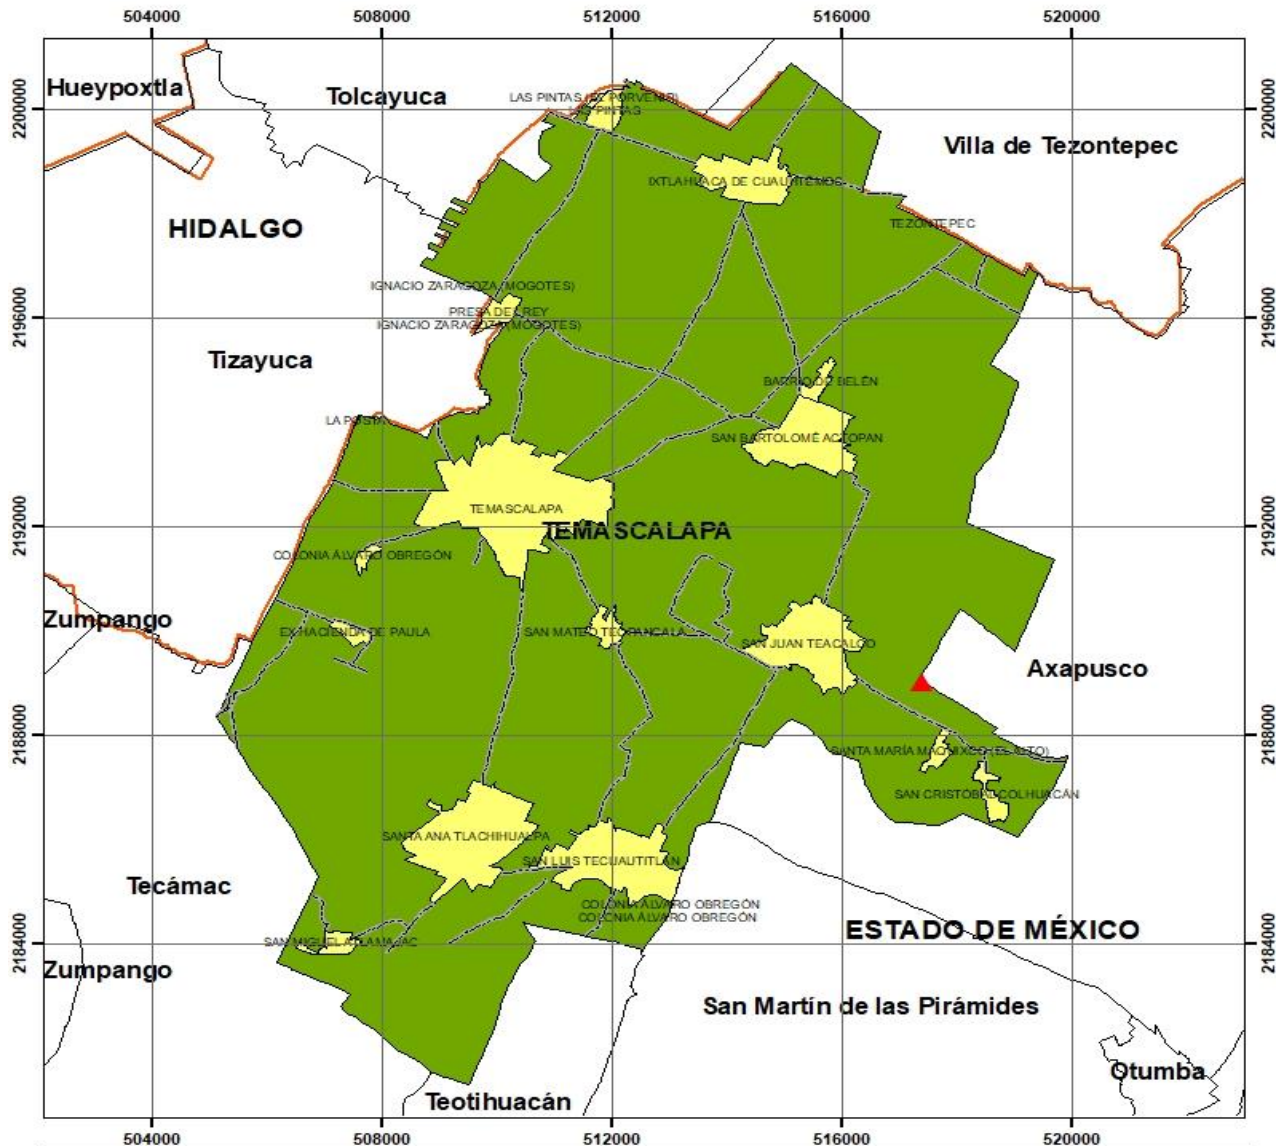 504000 508000 512000 516000 520000
Hueypoxtla
Tolcayuca
LAS PINTAS (EL PORVENIR)
LAS PINTAS
2200000
2200000
Villa de Tezontepec
IXTLAHUACA DE CUAUHTÉMOC
HIDALGO
TEZONTEPEC
IGNACIO ZARAGOZA (MOGOTES)
PRESA DEL REY
IGNACIO ZARAGOZA (MOGOTES)
2196000
2196000
Tizayuca
BARRIO DE BELÉN
LA POSTA
SAN BARTOLOMÉ ACTOPAN
TEMASCALAPA
TEMASCALAPA
2192000
2192000
COLONIA ÁLVARO OBREGÓN
Zumpango
EX HACIENDA DE PAULA
SAN MATEO TEOPANCALA
SAN JUAN TEACALCO
Axapusco
2188000
2188000
SANTA MARÍA MAQUIXCO (EL ALTO)
SAN CRISTÓBAL COLHUACÁN
SANTA ANA TLACHIHUALPA
SAN LUIS TECUAUTITLÁN
Tecámac
COLONIA ÁLVARO OBREGÓN
COLONIA ÁLVARO OBREGÓN
ESTADO DE MÉXICO
SAN MIGUEL ATLAMAJAC
2184000
2184000
Zumpango
San Martín de las Pirámides
Otumba
Teotihuacán
504000 508000 512000 516000 520000